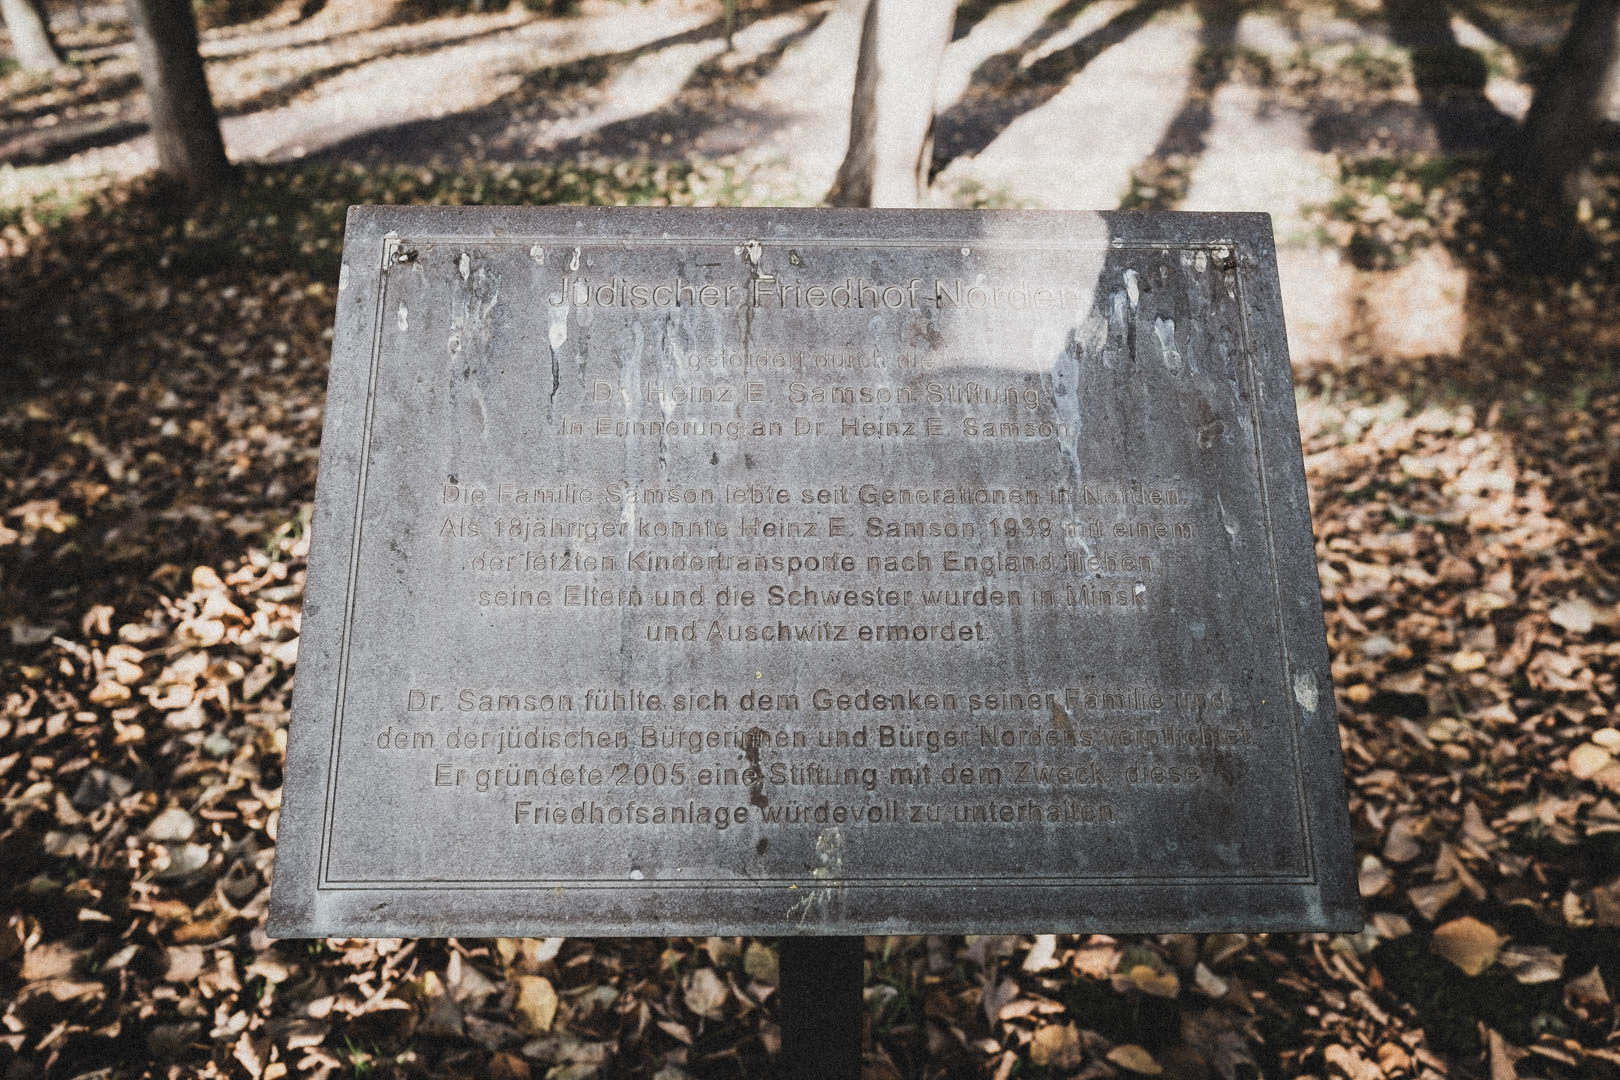 Jüdischer Friedhof Norden
gefördert durch die
Dr. Heinz E. Samson Stiftung
In Erinnerung an Dr. Heinz E. Samson
Die Familie Samson lebte seit Generationen in Norden.
Als 18jähriger konnte Heinz E. Samson 1939 mit einem
der letzten Kindertransporte nach England fliehen
seine Eltern und die Schwester wurden in Minsk
und Auschwitz ermordet.
Dr. Samson fühlte sich dem Gedenken seiner Familie und
dem der jüdischen Bürgerinnen und Bürger Nordens verpflichtet.
Er gründete 2005 eine Stiftung mit dem Zweck, diese
Friedhofsanlage würdevoll zu unterhalten.